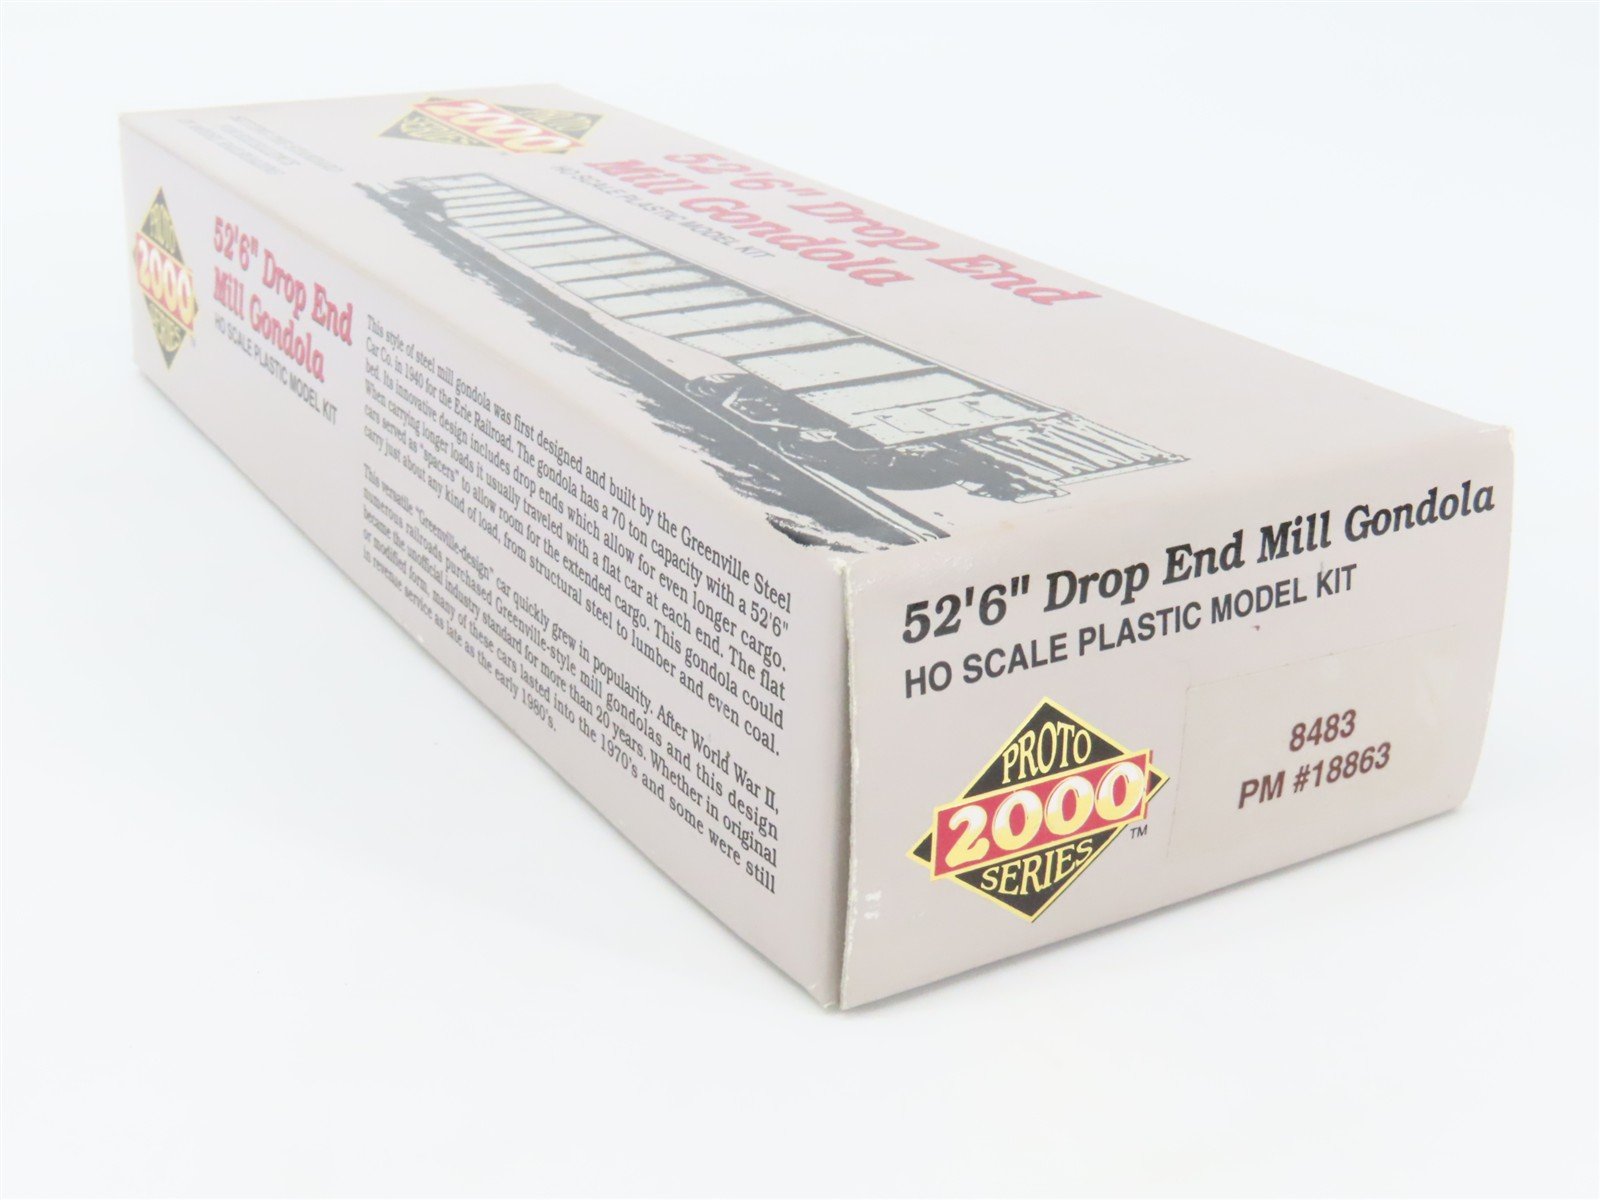 PROTO
2000
SERIES
52'6" Drop End
Mill Gondola
HO SCALE PLASTIC MODEL KIT
PROTO
2000
SERIES
52'6" Drop End
Mill Gondola
HO SCALE PLASTIC MODEL KIT
This style of steel mill gondola was first designed and built by the Greenville Steel
Car Co. in 1940 for the Erie Railroad. The gondola has a 70 ton capacity with a 52'6"
bed. Its innovative design includes drop ends which allow for even longer cargo.
When carrying longer loads it usually traveled with a flat car at each end. The flat
cars served as "spacers" to allow room for the extended cargo. This gondola could
carry just about any kind of load, from structural steel to lumber and even coal.
This versatile "Greenville-design" car quickly grew in popularity. After World War II,
numerous railroads purchased Greenville-style mill gondolas and this design
became the unofficial industry standard for more than 20 years. Whether in original
or modified form, many of these cars lasted into the 1970's and some were still
in revenue service as late as the early 1980's.
52'6" Drop End Mill Gondola
HO SCALE PLASTIC MODEL KIT
PROTO
2000
SERIES
TM
8483
PM #18863